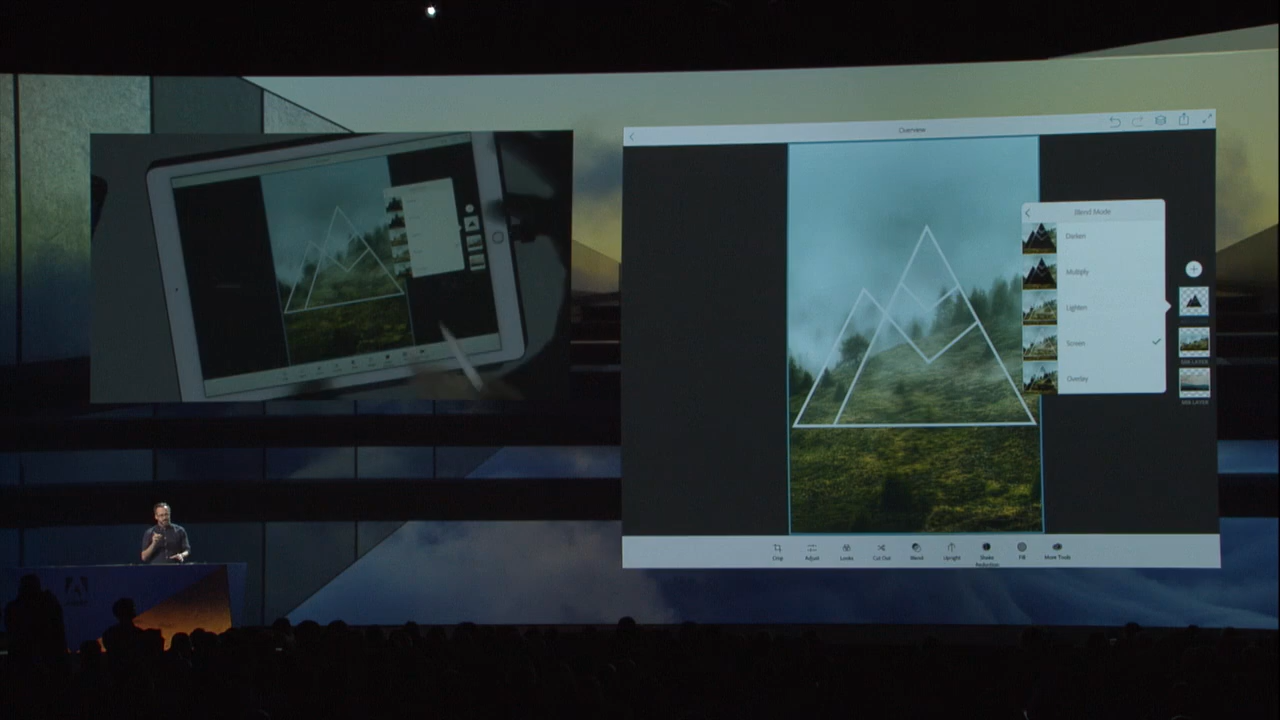 Overview
Blend Mode
Darken
Multiply
Lighten
Screen
Overlay
Crop
Adjust
Looks
Cut Out
Blend
Upright
Shake
Reduction
Fill
More Tools